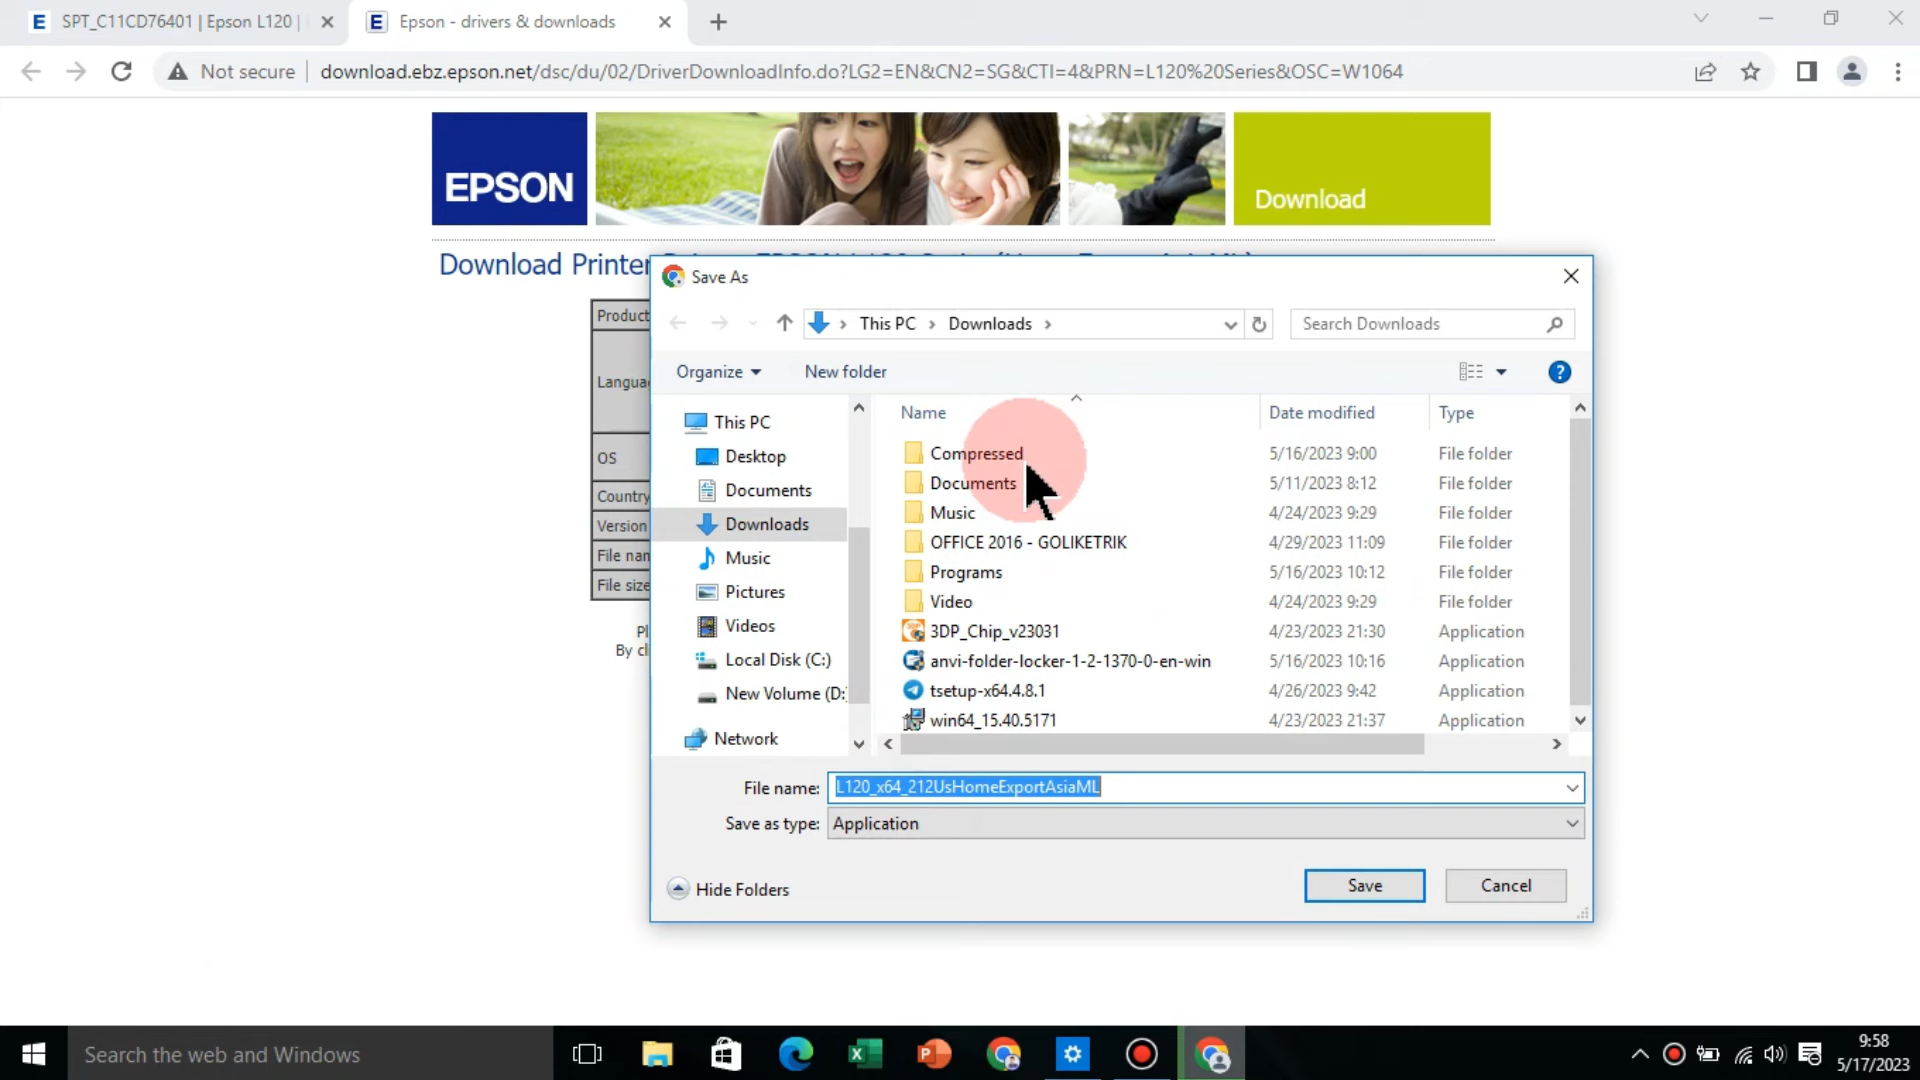 SPT_C11CD76401 | Epson L120 |
Epson - drivers & downloads
Not secure
download.ebz.epson.net/dsc/du/02/DriverDownloadInfo.do?LG2=EN&CN2=SG&CTI=4&PRN=L120%20Series&OSC=W1064
EPSON
Download
Download Printer
Product
Langua
OS
Country
Version
File nam
File size
Pl
By cl
Save As
This PC > Downloads >
Search Downloads
Organize
New folder
This PC
Desktop
Documents
Downloads
Music
Pictures
Videos
Local Disk (C:)
New Volume (D:
Network
Name Date modified Type
Compressed 5/16/2023 9:00 File folder
Documents 5/11/2023 8:12 File folder
Music 4/24/2023 9:29 File folder
OFFICE 2016 - GOLIKETRIK 4/29/2023 11:09 File folder
Programs 5/16/2023 10:12 File folder
Video 4/24/2023 9:29 File folder
3DP_Chip_v23031 4/23/2023 21:30 Application
anvi-folder-locker-1-2-1370-0-en-win 5/16/2023 10:16 Application
tsetup-x64.4.8.1 4/26/2023 9:42 Application
win64_15.40.5171 4/23/2023 21:37 Application
File name: L120_x64_212UsHomeExportAsiaML
Save as type: Application
Hide Folders
Save
Cancel
Search the web and Windows
9:58
5/17/2023